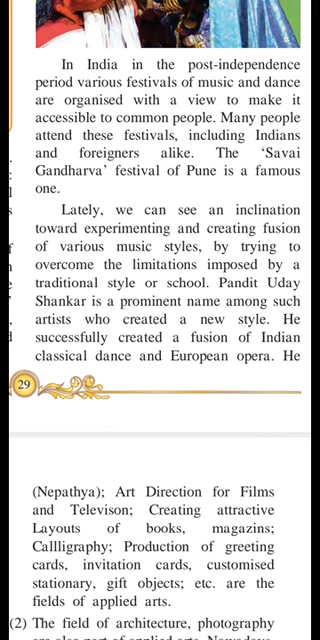 In India in the post-independence
period various festivals of music and dance
are organised with a view to make it
accessible to common people. Many people
attend these festivals, including Indians
and foreigners alike. The ‘Savai
Gandharva’ festival of Pune is a famous
one.
Lately, we can see an inclination
toward experimenting and creating fusion
of various music styles, by trying to
overcome the limitations imposed by a
traditional style or school. Pandit Uday
Shankar is a prominent name among such
artists who created a new style. He
successfully created a fusion of Indian
classical dance and European opera. He
29
(Nepathya); Art Direction for Films
and Televison; Creating attractive
Layouts of books, magazins;
Callligraphy; Production of greeting
cards, invitation cards, customised
stationary, gift objects; etc. are the
fields of applied arts.
(2) The field of architecture, photography